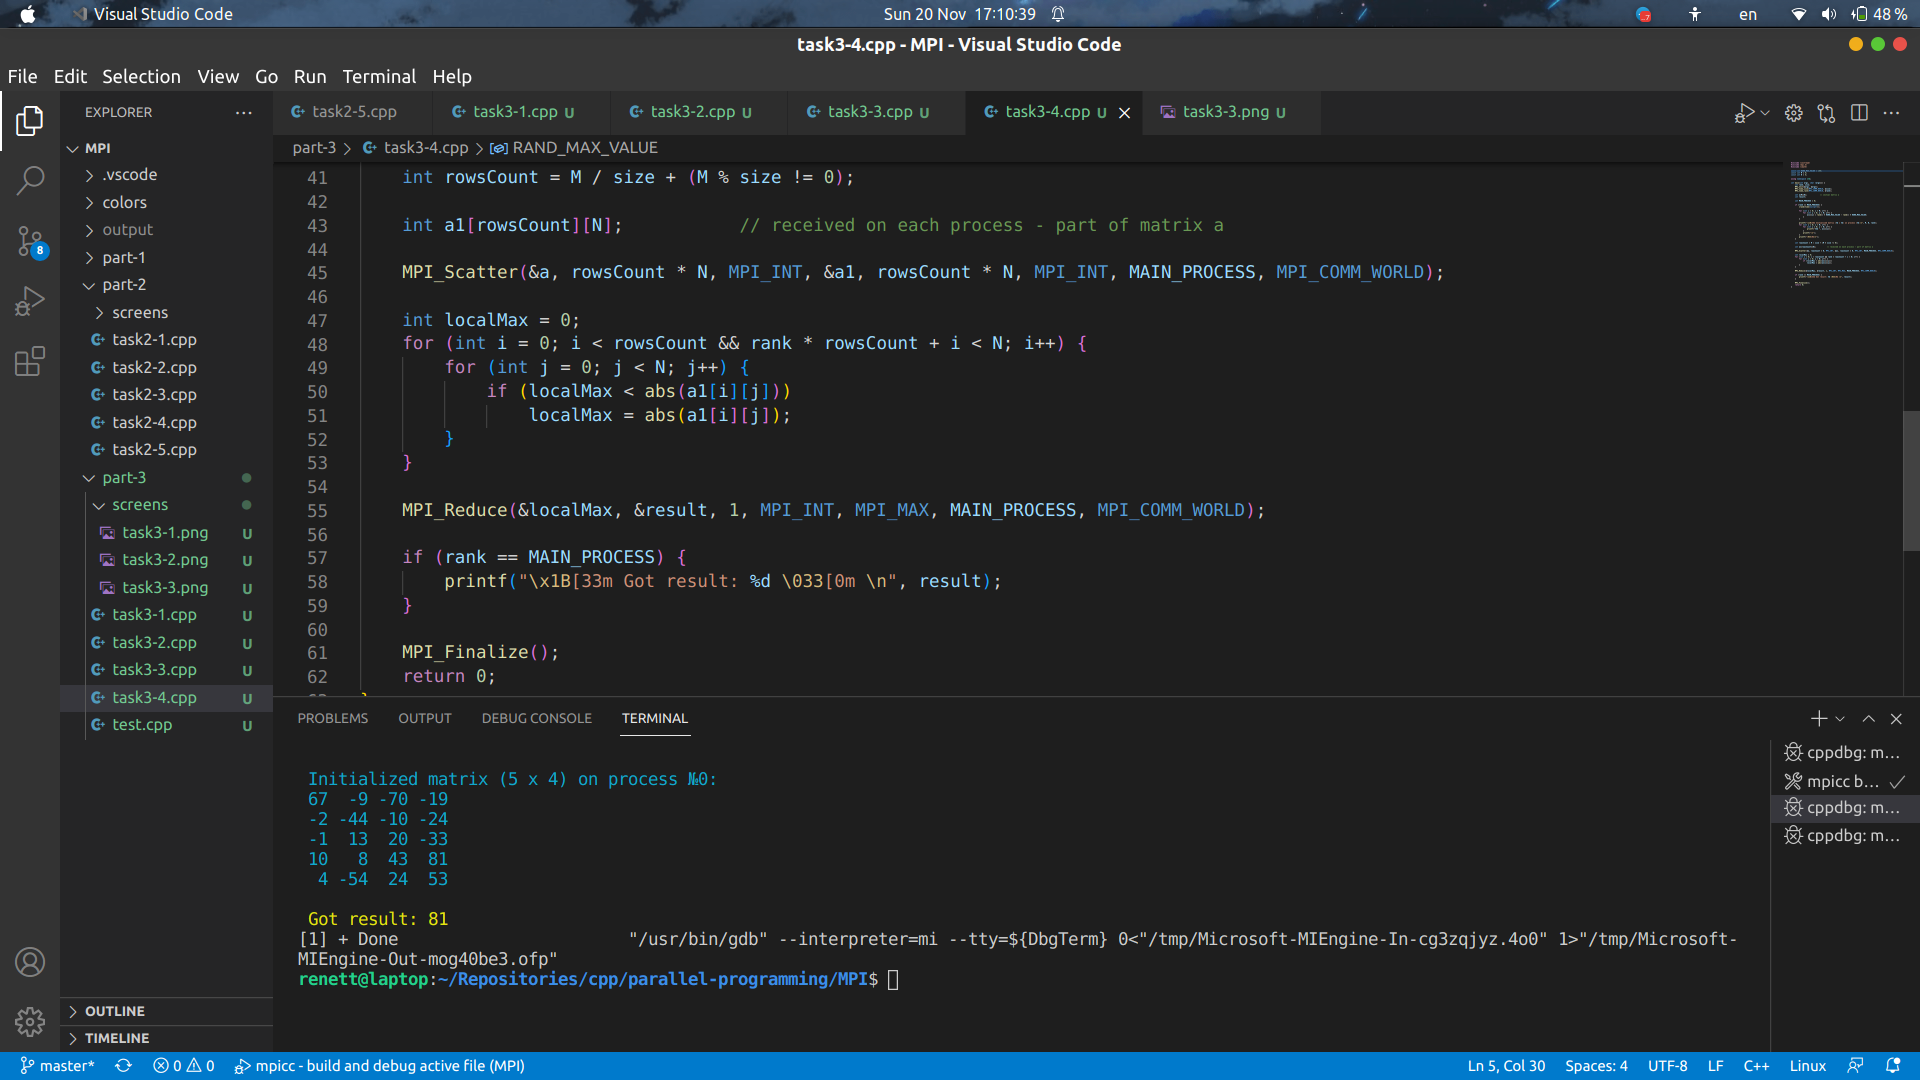 Visual Studio Code
Sun 20 Nov 17:10:39
en
48 %
task3-4.cpp - MPI - Visual Studio Code
File Edit Selection View Go Run Terminal Help
EXPLORER
MPI
.vscode
colors
output
part-1
part-2
screens
task2-1.cpp
task2-2.cpp
task2-3.cpp
task2-4.cpp
task2-5.cpp
part-3
screens
task3-1.png U
task3-2.png U
task3-3.png U
task3-1.cpp U
task3-2.cpp U
task3-3.cpp U
task3-4.cpp U
test.cpp U
OUTLINE
TIMELINE
8
task2-5.cpp task3-1.cpp U task3-2.cpp U task3-3.cpp U task3-4.cpp U task3-3.png U
part-3 > task3-4.cpp > RAND_MAX_VALUE
41 int rowsCount = M / size + (M % size != 0);
42
43 int a1[rowsCount][N]; // received on each process - part of matrix a
44
45 MPI_Scatter(&a, rowsCount * N, MPI_INT, &a1, rowsCount * N, MPI_INT, MAIN_PROCESS, MPI_COMM_WORLD);
46
47 int localMax = 0;
48 for (int i = 0; i < rowsCount && rank * rowsCount + i < N; i++) {
49 for (int j = 0; j < N; j++) {
50 if (localMax < abs(a1[i][j]))
51 localMax = abs(a1[i][j]);
52 }
53 }
54
55 MPI_Reduce(&localMax, &result, 1, MPI_INT, MPI_MAX, MAIN_PROCESS, MPI_COMM_WORLD);
56
57 if (rank == MAIN_PROCESS) {
58 printf("\x1B[33m Got result: %d \033[0m \n", result);
59 }
60
61 MPI_Finalize();
62 return 0;
PROBLEMS OUTPUT DEBUG CONSOLE TERMINAL
Initialized matrix (5 x 4) on process №0:
67 -9 -70 -19
-2 -44 -10 -24
-1 13 20 -33
10 8 43 81
4 -54 24 53
Got result: 81
[1] + Done "/usr/bin/gdb" --interpreter=mi --tty=${DbgTerm} 0<"/tmp/Microsoft-MIEngine-In-cg3zqjyz.4o0" 1>"/tmp/Microsoft-
MIEngine-Out-mog40be3.ofp"
renett@laptop:~/Repositories/cpp/parallel-programming/MPI$
cppdbg: m...
mpicc b...
cppdbg: m...
cppdbg: m...
master* 0 0 mpicc - build and debug active file (MPI)
Ln 5, Col 30 Spaces: 4 UTF-8 LF C++ Linux